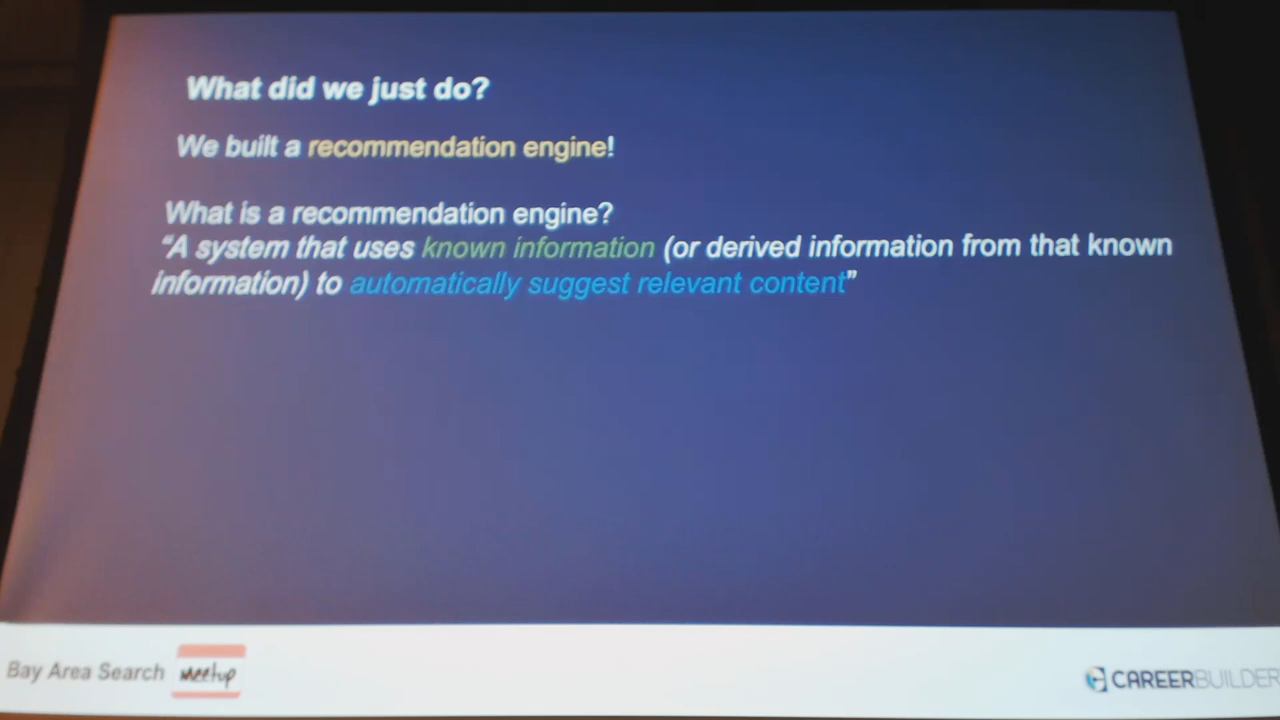 What did we just do?
We built a recommendation engine!
What is a recommendation engine?
“A system that uses known information (or derived information from that known
information) to automatically suggest relevant content”
Bay Area Search meetup
CAREERBUILDER